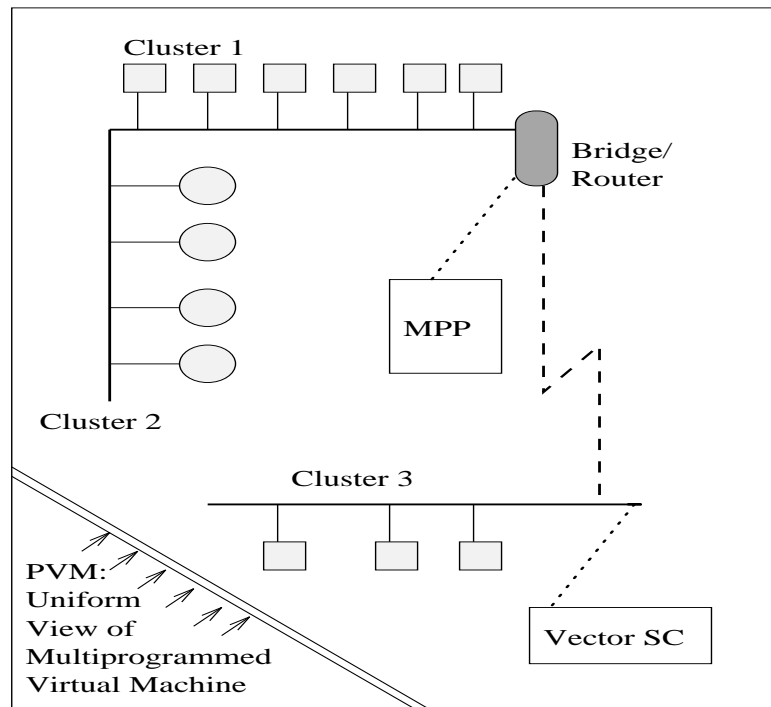 Cluster 1
Bridge/
Router
MPP
Cluster 2
Cluster 3
PVM:
Uniform
View of
Multiprogrammed
Virtual Machine
Vector SC